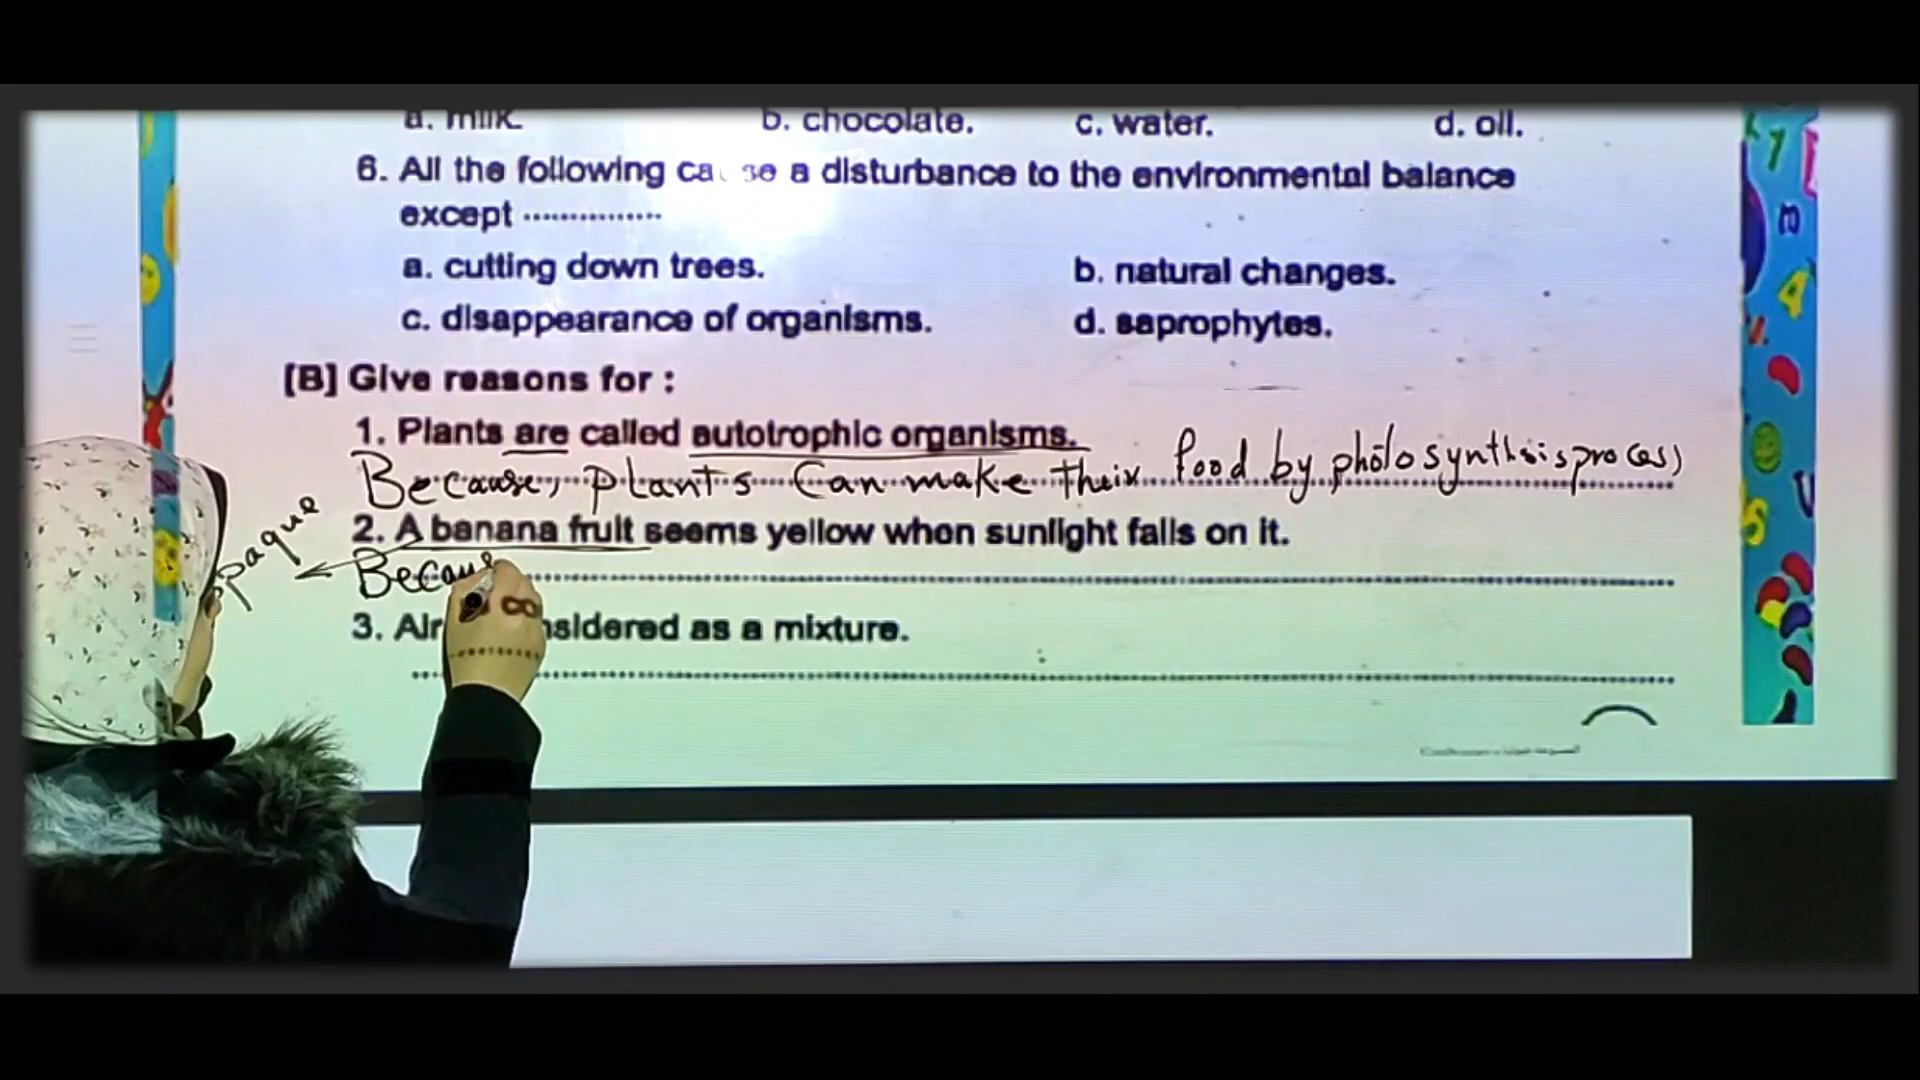 a. milk. b. chocolate. c. water. d. oil.
6. All the following cause a disturbance to the environmental balance
except ................
a. cutting down trees. b. natural changes.
c. disappearance of organisms. d. saprophytes.
[B] Give reasons for :
1. Plants are called autotrophic organisms.
Because, plants Can make their food by photosynthsis process
2. A banana fruit seems yellow when sunlight falls on it.
opaque
Becaus
3. Air considered as a mixture.